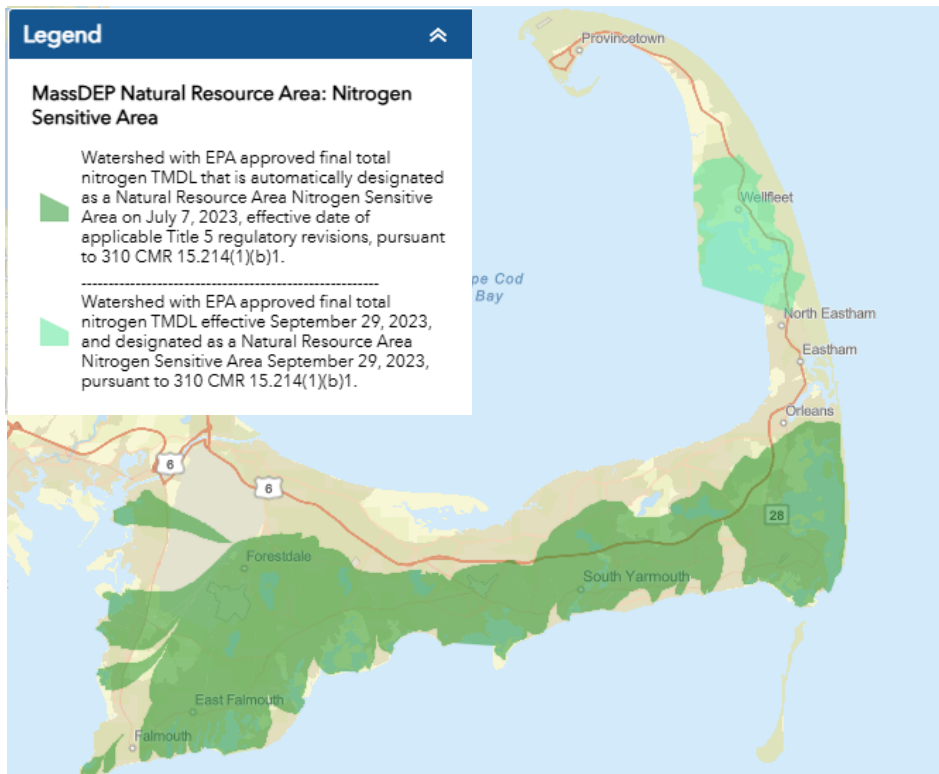 Legend
MassDEP Natural Resource Area: Nitrogen
Sensitive Area
Watershed with EPA approved final total
nitrogen TMDL that is automatically designated
as a Natural Resource Area Nitrogen Sensitive
Area on July 7, 2023, effective date of
applicable Title 5 regulatory revisions, pursuant
to 310 CMR 15.214(1)(b)1.
-------------------------------------------------------
Watershed with EPA approved final total
nitrogen TMDL effective September 29, 2023,
and designated as a Natural Resource Area
Nitrogen Sensitive Area September 29, 2023,
pursuant to 310 CMR 15.214(1)(b)1.
Provincetown
Wellfleet
pe Cod
Bay
North Eastham
Eastham
Orleans
6
6
28
Forestdale
South Yarmouth
East Falmouth
Falmouth